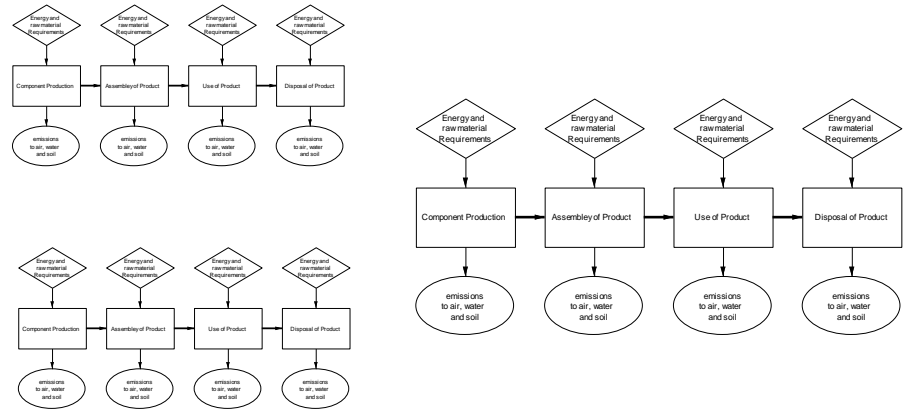 Energy and
raw material
Requirements
Energy and
raw material
Requirements
Energy and
raw material
Requirements
Energy and
raw material
Requirements
Component Production
Assembley of Product
Use of Product
Disposal of Product
emissions
to air, water
and soil
emissions
to air, water
and soil
emissions
to air, water
and soil
emissions
to air, water
and soil
Energy and
raw material
Requirements
Energy and
raw material
Requirements
Energy and
raw material
Requirements
Energy and
raw material
Requirements
Component Production
Assembley of Product
Use of Product
Disposal of Product
emissions
to air, water
and soil
emissions
to air, water
and soil
emissions
to air, water
and soil
emissions
to air, water
and soil
Energy and
raw material
Requirements
Energy and
raw material
Requirements
Energy and
raw material
Requirements
Energy and
raw material
Requirements
Component Production
Assembley of Product
Use of Product
Disposal of Product
emissions
to air, water
and soil
emissions
to air, water
and soil
emissions
to air, water
and soil
emissions
to air, water
and soil